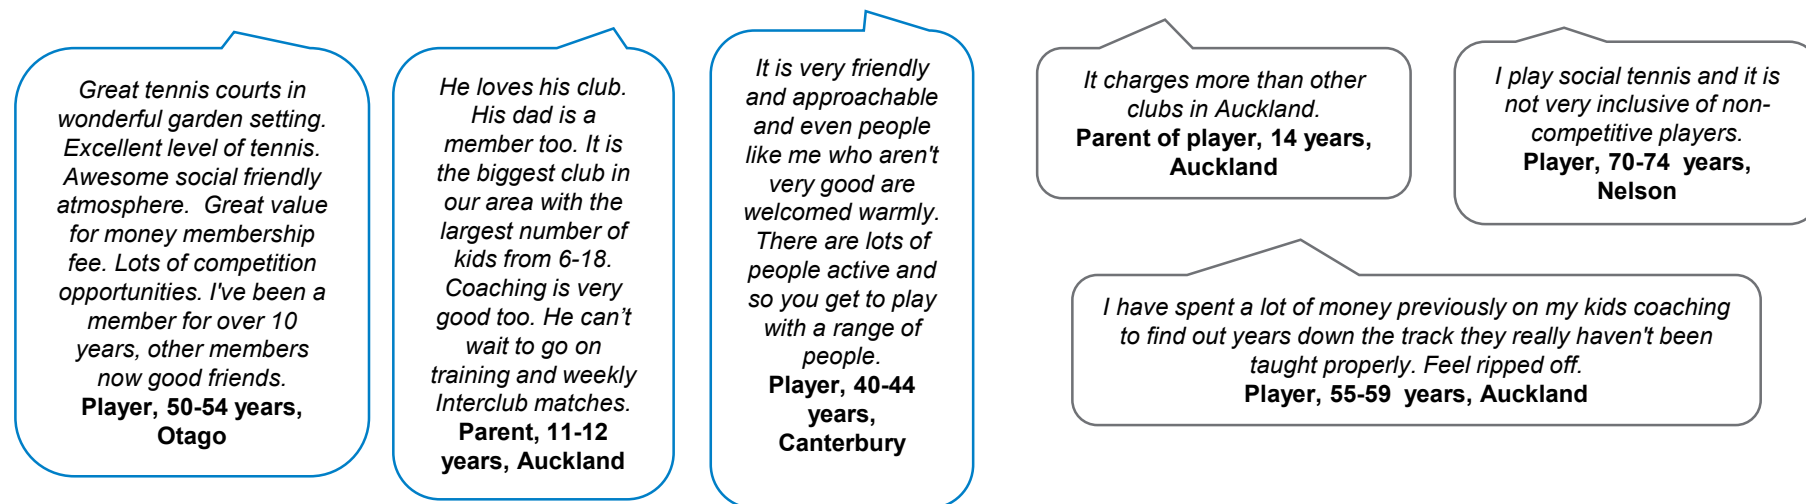 Great tennis courts in
wonderful garden setting.
Excellent level of tennis.
Awesome social friendly
atmosphere.  Great value
for money membership
fee. Lots of competition
opportunities. I've been a
member for over 10
years, other members
now good friends.
Player, 50-54 years,
Otago
He loves his club.
His dad is a
member too. It is
the biggest club in
our area with the
largest number of
kids from 6-18.
Coaching is very
good too. He can’t
wait to go on
training and weekly
Interclub matches.
Parent, 11-12
years, Auckland
It is very friendly
and approachable
and even people
like me who aren't
very good are
welcomed warmly.
There are lots of
people active and
so you get to play
with a range of
people.
Player, 40-44
years,
Canterbury
It charges more than other
clubs in Auckland.
Parent of player, 14 years,
Auckland
I play social tennis and it is
not very inclusive of non-
competitive players.
Player, 70-74  years,
Nelson
I have spent a lot of money previously on my kids coaching
to find out years down the track they really haven't been
taught properly. Feel ripped off.
Player, 55-59  years, Auckland